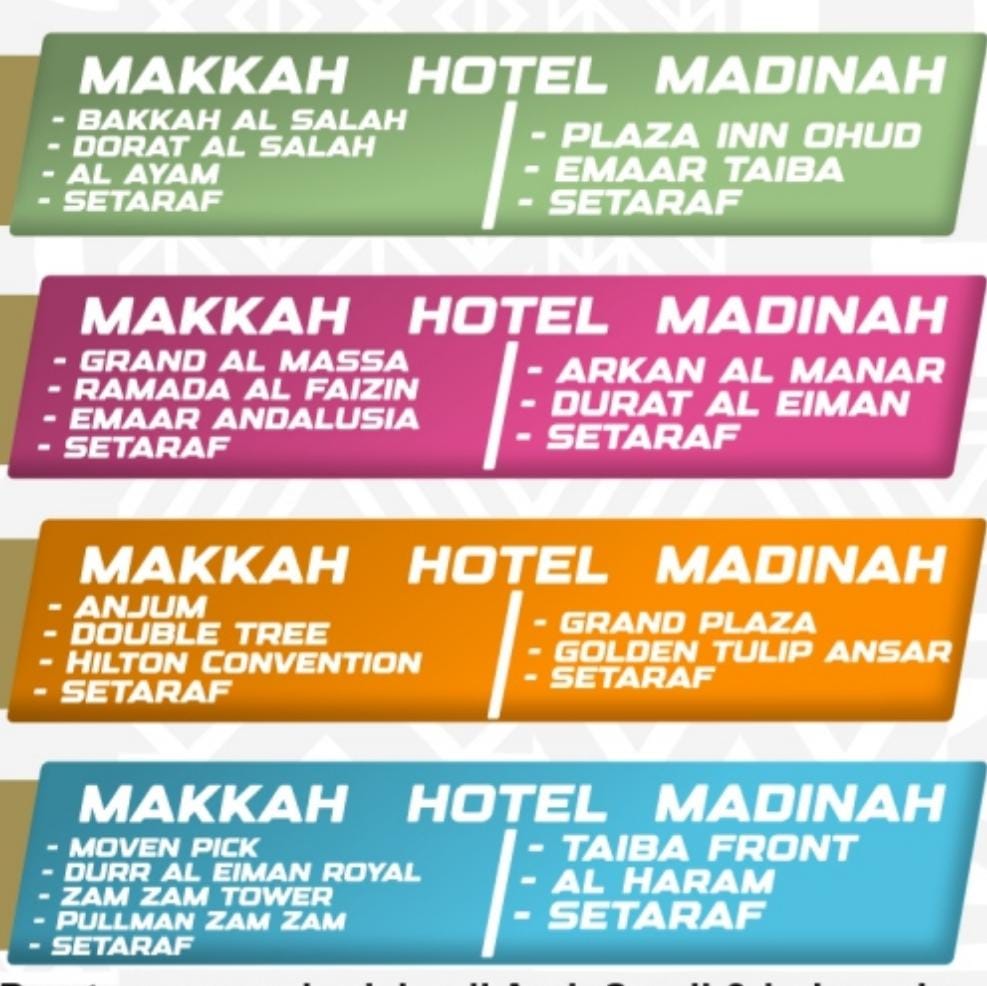 MAKKAH HOTEL MADINAH
- BAKKAH AL SALAH
- DORAT AL SALAH
- AL AYAM
- SETARAF
- PLAZA INN OHUD
- EMAAR TAIBA
- SETARAF
MAKKAH HOTEL MADINAH
- GRAND AL MASSA
- RAMADA AL FAIZIN
- EMAAR ANDALUSIA
- SETARAF
- ARKAN AL MANAR
- DURAT AL EIMAN
- SETARAF
MAKKAH HOTEL MADINAH
- ANJUM
- DOUBLE TREE
- HILTON CONVENTION
- SETARAF
- GRAND PLAZA
- GOLDEN TULIP ANSAR
- SETARAF
MAKKAH HOTEL MADINAH
- MOVEN PICK
- DURR AL EIMAN ROYAL
- ZAM ZAM TOWER
- PULLMAN ZAM ZAM
- SETARAF
- TAIBA FRONT
- AL HARAM
- SETARAF